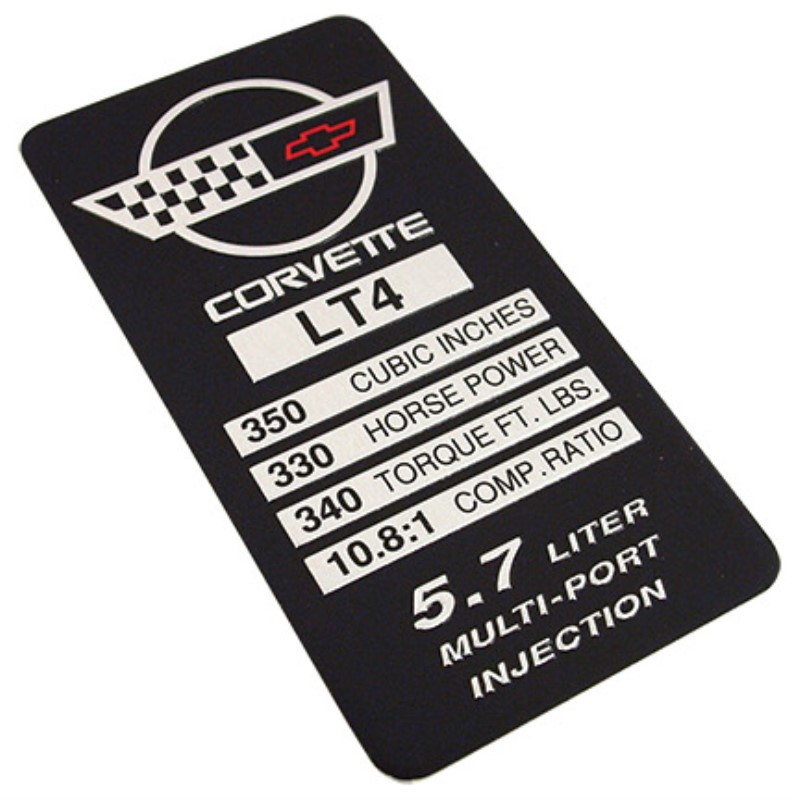 CORVETTE
LT4
350 CUBIC INCHES
330 HORSE POWER
340 TORQUE FT. LBS.
10.8:1 COMP. RATIO
5.7 LITER
MULTI-PORT
INJECTION